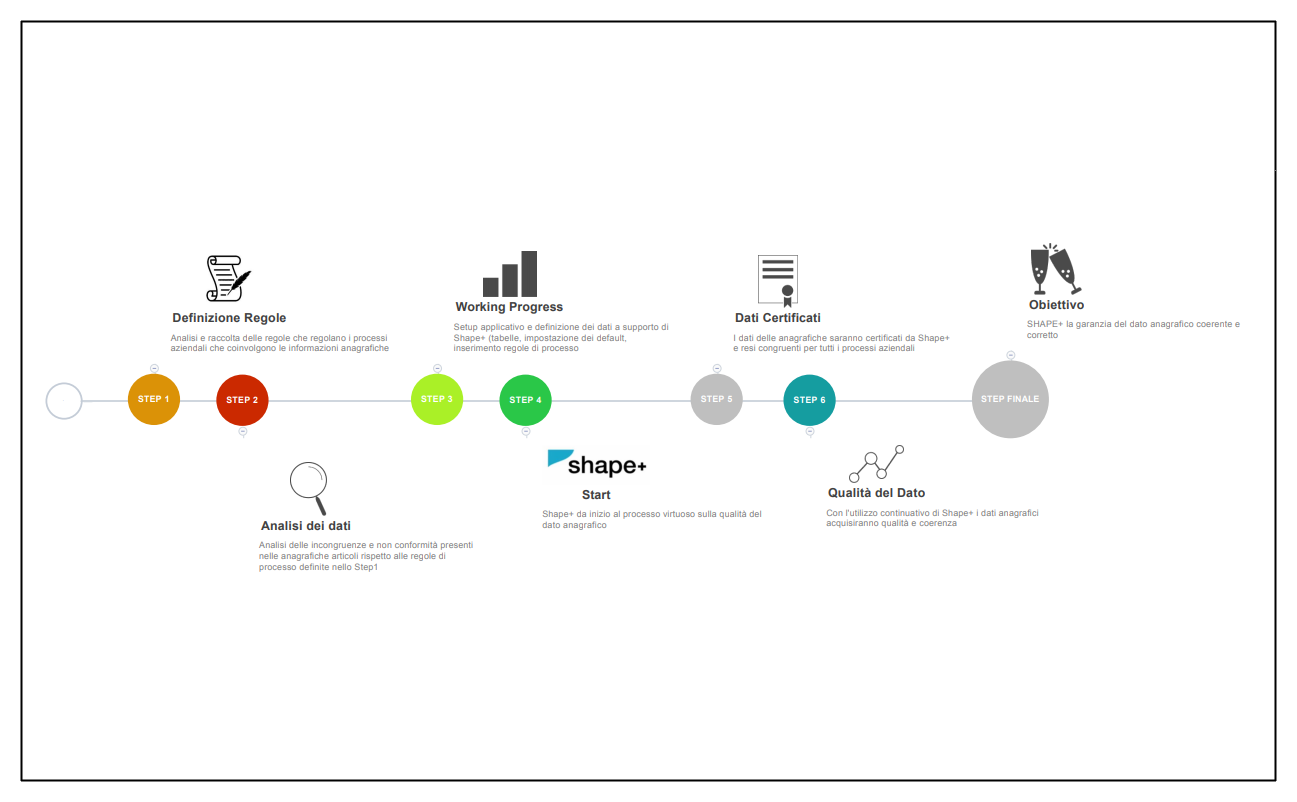 Definizione Regole
Analisi e raccolta delle regole che regolano i processi
aziendali che coinvolgono le informazioni anagrafiche
Working Progress
Setup applicativo e definizione dei dati a supporto di
Shape+ (tabelle, impostazione dei default,
inserimento regole di processo
Dati Certificati
I dati delle anagrafiche saranno certificati da Shape+
e resi congruenti per tutti i processi aziendali
Obiettivo
SHAPE+ la garanzia del dato anagrafico coerente e
corretto
STEP 1
STEP 2
STEP 3
STEP 4
STEP 5
STEP 6
STEP FINALE
Analisi dei dati
Analisi delle incongruenze e non conformità presenti
nelle anagrafiche articoli rispetto alle regole di
processo definite nello Step1
shape+
Start
Shape+ da inizio al processo virtuoso sulla qualità del
dato anagrafico
Qualità del Dato
Con l'utilizzo continuativo di Shape+ i dati anagrafici
acquisiranno qualità e coerenza